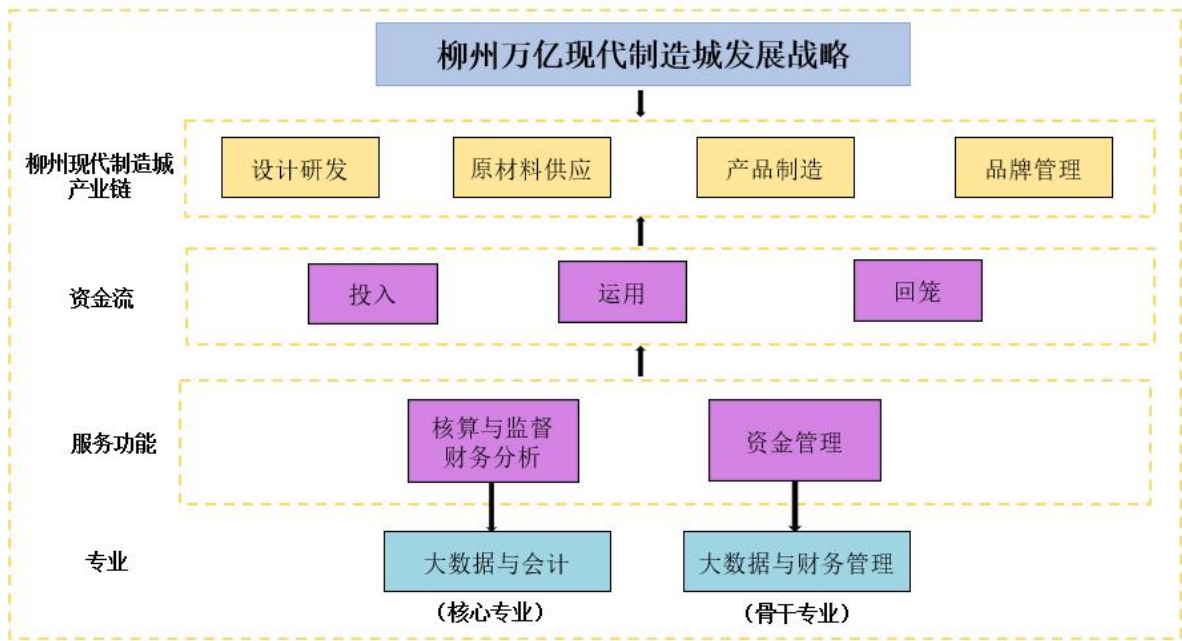 柳州万亿现代制造城发展战略
柳州现代制造城
产业链
设计研发
原材料供应
产品制造
品牌管理
资金流
投入
运用
回笼
服务功能
核算与监督
财务分析
资金管理
专业
大数据与会计
大数据与财务管理
（核心专业）
（骨干专业）